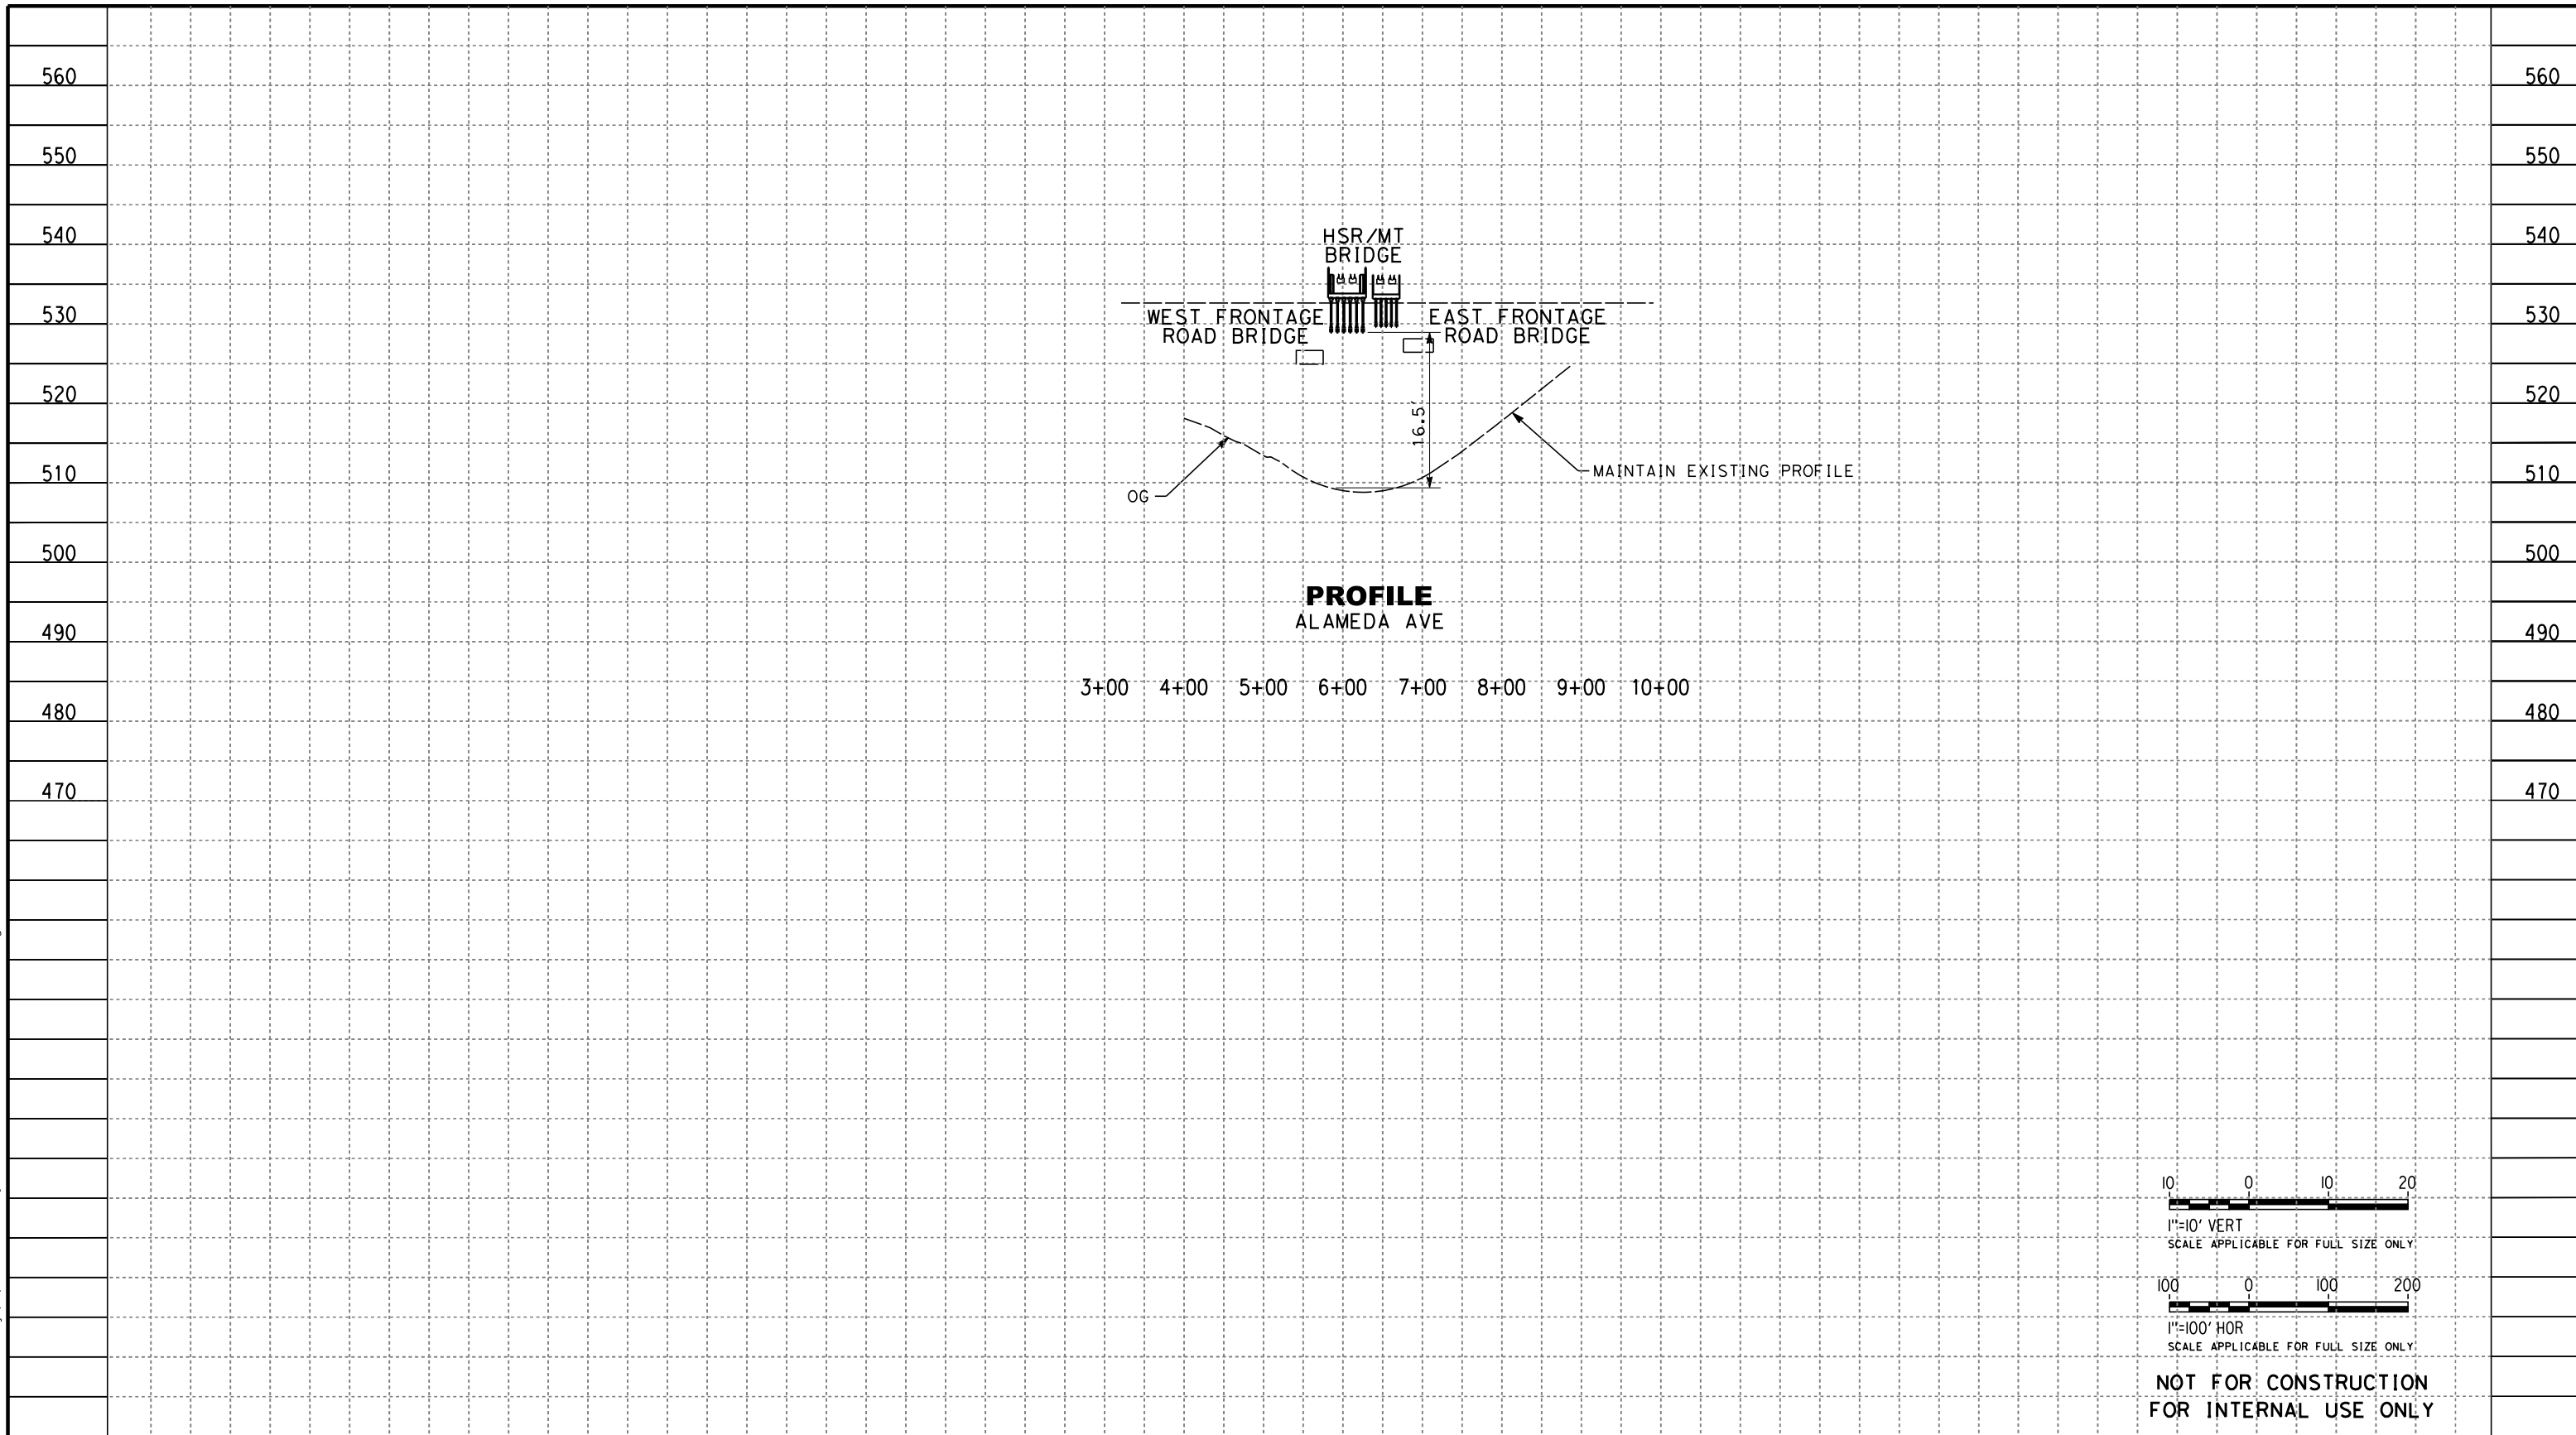 560 560
550 550
540 540
HSR/MT
BRIDGE
530 530
WEST FRONTAGE
ROAD BRIDGE
EAST FRONTAGE
ROAD BRIDGE
520 520
16.5'
510 510
MAINTAIN EXISTING PROFILE
OG
500 500
PROFILE
ALAMEDA AVE
490 490
3+00 4+00 5+00 6+00 7+00 8+00 9+00 10+00
480 480
470 470
10 0 10 20
1"=10' VERT
SCALE APPLICABLE FOR FULL SIZE ONLY
100 0 100 200
1"=100' HOR
SCALE APPLICABLE FOR FULL SIZE ONLY
NOT FOR CONSTRUCTION
FOR INTERNAL USE ONLY